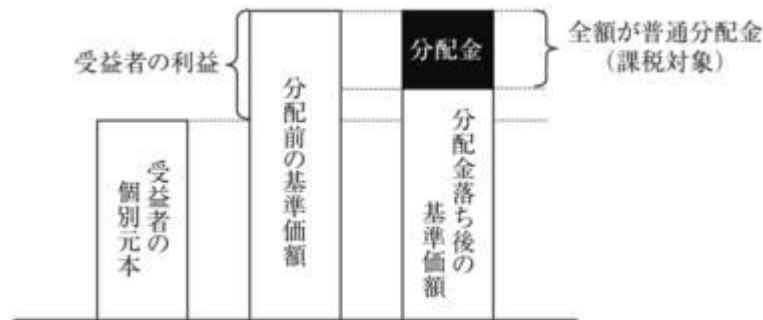 受益者の利益
分配金
全額が普通分配金
（課税対象）
受益者の
個別元本
分配前の基準価額
分配金落ち後の
基準価額